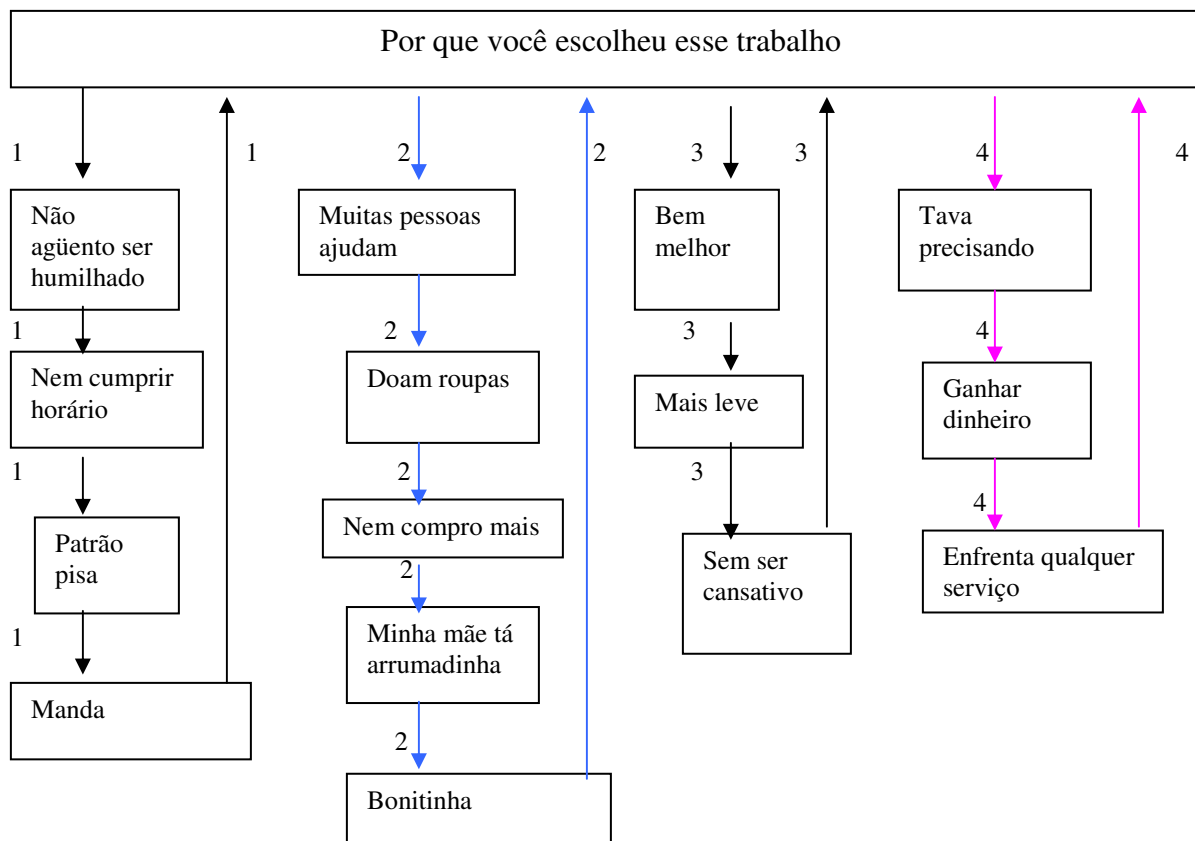 Por que você escolheu esse trabalho
1
1
2
2
3
3
4
4
Não
agüento ser
humilhado
Muitas pessoas
ajudam
Bem
melhor
Tava
precisando
1
2
3
4
Nem cumprir
horário
Doam roupas
Mais leve
Ganhar
dinheiro
1
2
3
4
Patrão
pisa
Nem compro mais
Sem ser
cansativo
Enfrenta qualquer
serviço
1
2
Manda
Minha mãe tá
arrumadinha
2
Bonitinha